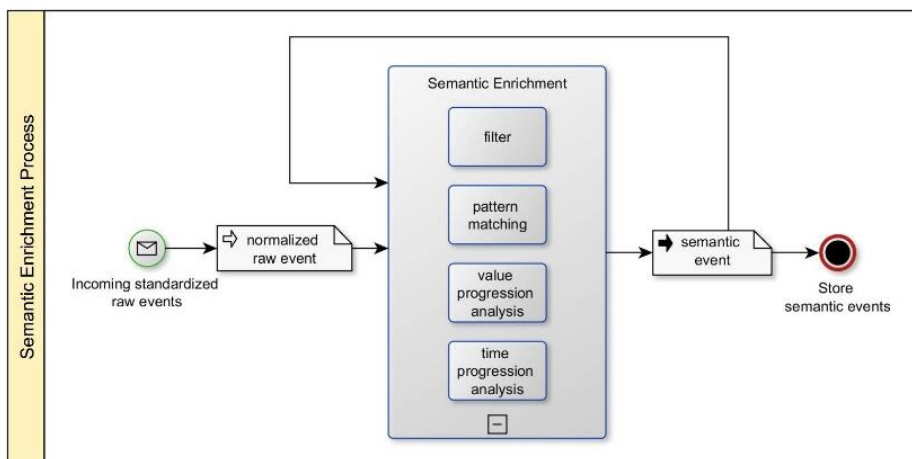 Semantic Enrichment Process
Semantic Enrichment
filter
pattern
matching
value
progression
analysis
time
progression
analysis
normalized
raw event
Incoming standardized
raw events
semantic
event
Store
semantic events